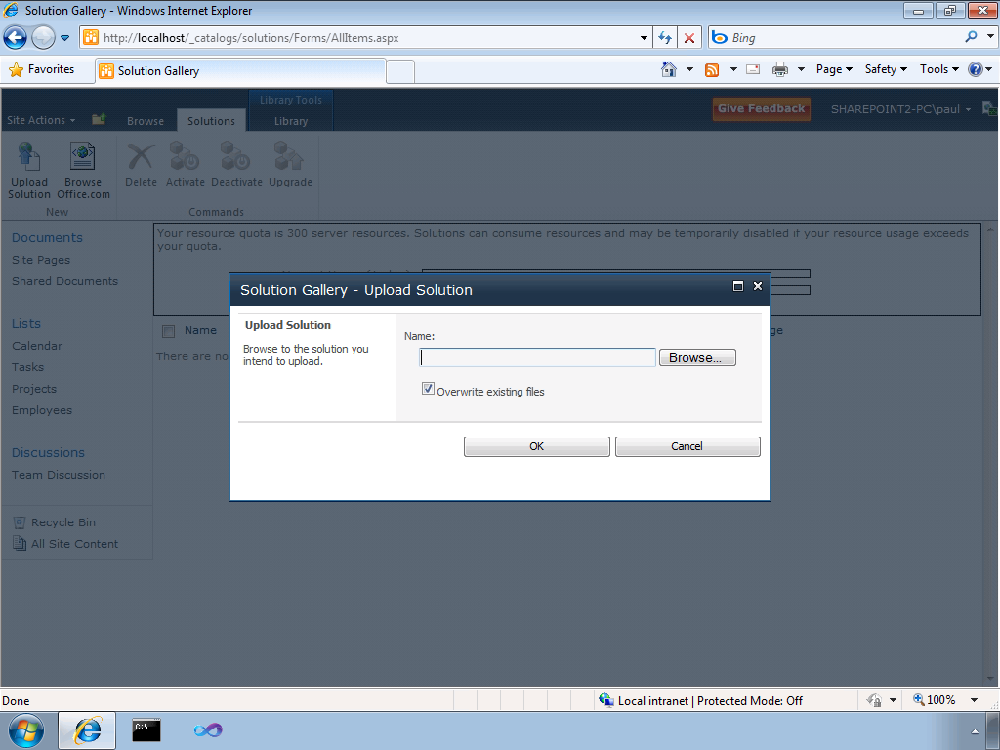 Solution Gallery - Windows Internet Explorer
http://localhost/_catalogs/solutions/Forms/AllItems.aspx
Bing
Favorites
Solution Gallery
Page
Safety
Tools
Library Tools
Site Actions
Browse
Solutions
Library
Give Feedback
SHAREPOINT2-PC\paul
Upload
Solution
Browse
Office.com
Delete
Activate
Deactivate
Upgrade
New
Commands
Documents
Site Pages
Shared Documents
Lists
Calendar
Tasks
Projects
Employees
Discussions
Team Discussion
Recycle Bin
All Site Content
Your resource quota is 300 server resources. Solutions can consume resources and may be temporarily disabled if your resource usage exceeds
your quota.
Name
There are no
Solution Gallery - Upload Solution
Upload Solution
Browse to the solution you
intend to upload.
Name:
Browse...
Overwrite existing files
OK
Cancel
Done
Local intranet | Protected Mode: Off
100%
C:\